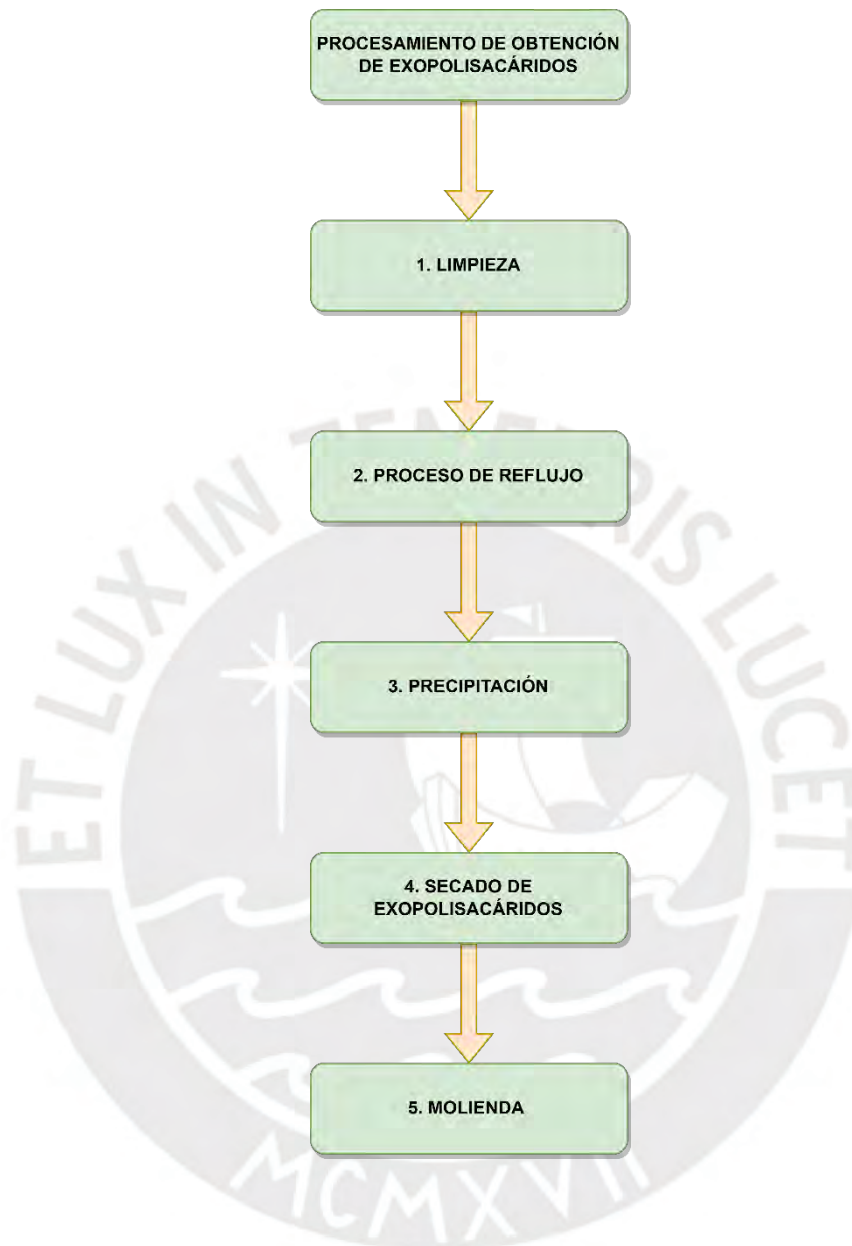 PROCESAMIENTO DE OBTENCIÓN
DE EXOPOLISACÁRIDOS
1. LIMPIEZA
2. PROCESO DE REFLUJO
3. PRECIPITACIÓN
4. SECADO DE
EXOPOLISACÁRIDOS
5. MOLIENDA
ET LUX IN TENEBRIS LUCET
MCMXVII